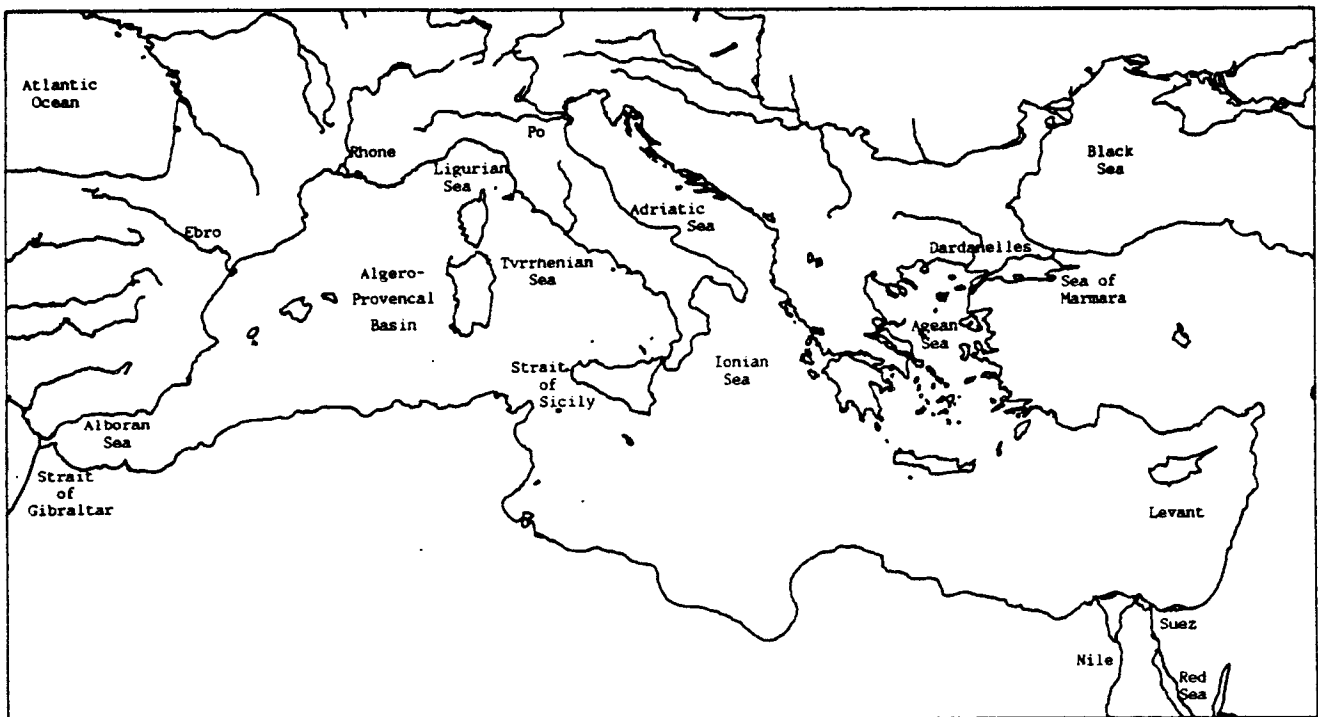 Atlantic
Ocean
Po
Rhone
Ligurian
Sea
Black
Sea
Adriatic
Sea
Ebro
Dardanelles
Algero-
Provencal
Basin
Tvrrhenian
Sea
Sea of
Marmara
Agean
Sea
Strait
of
Sicily
Ionian
Sea
Alboran
Sea
Strait
of
Gibraltar
Levant
Suez
Nile
Red
Sea